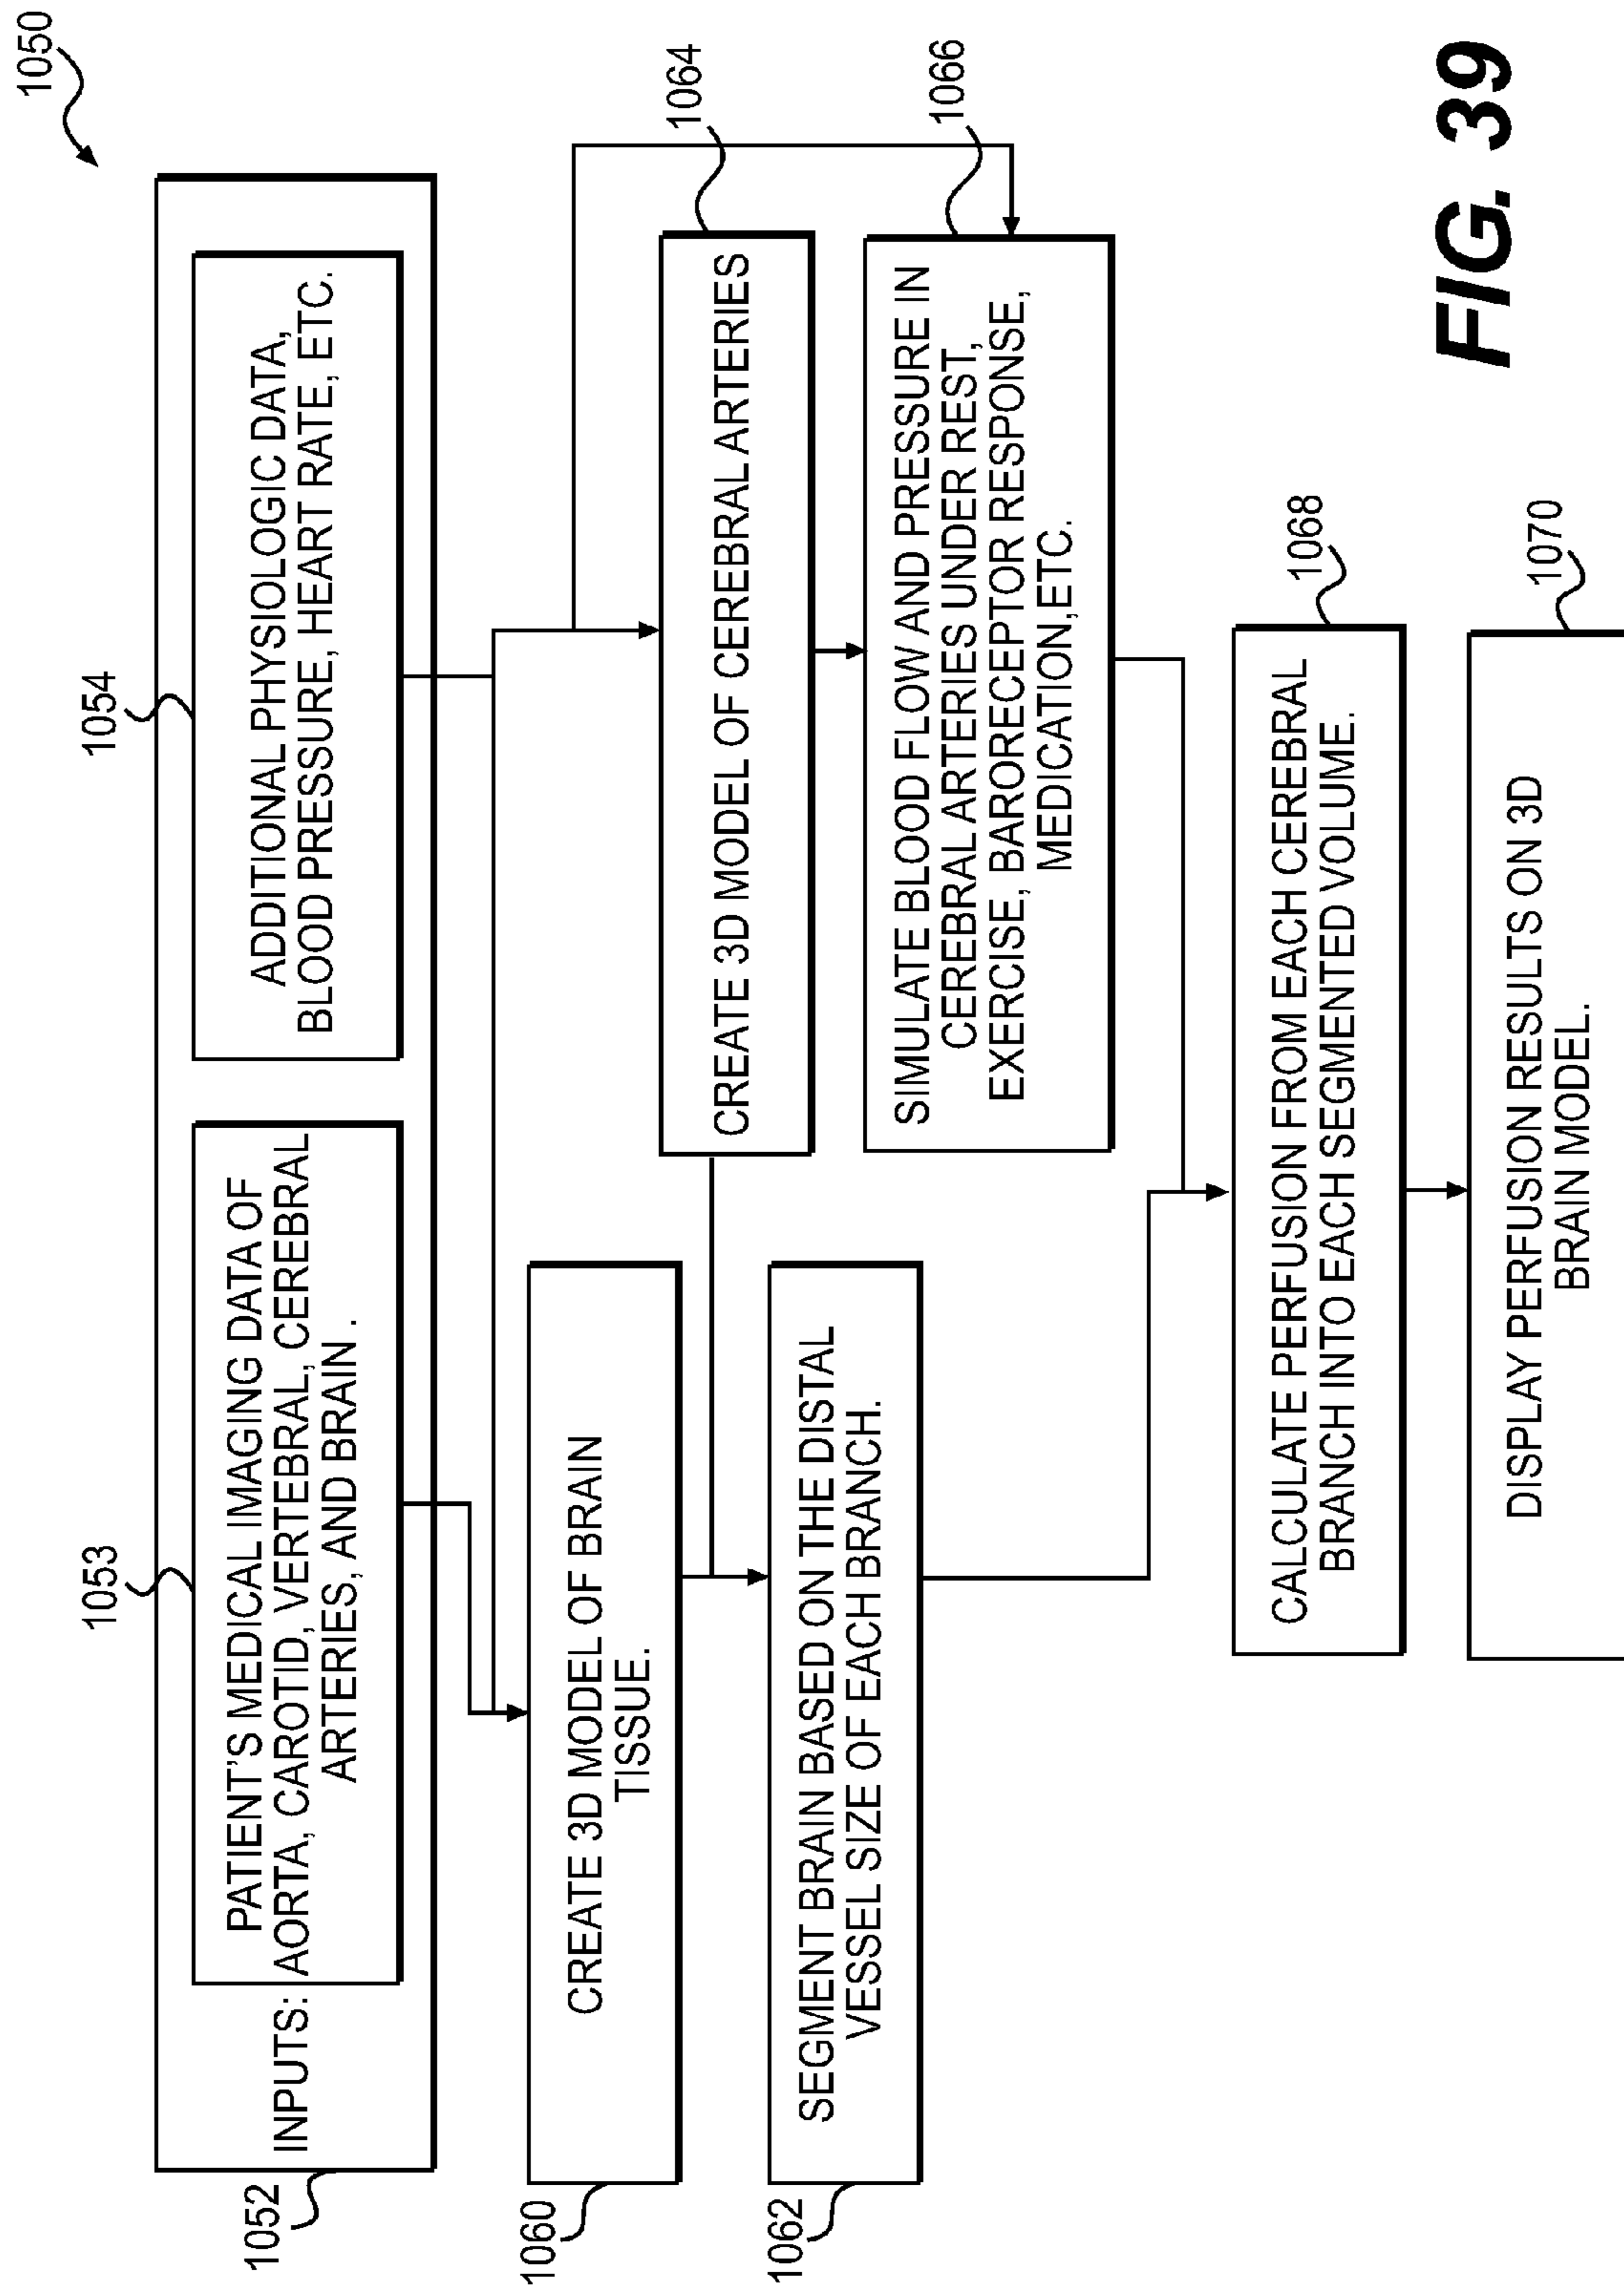 1050
1053
1054
1052
INPUTS:
PATIENT'S MEDICAL IMAGING DATA OF
AORTA, CAROTID, VERTEBRAL, CEREBRAL
ARTERIES, AND BRAIN .
ADDITIONAL PHYSIOLOGIC DATA,
BLOOD PRESSURE, HEART RATE, ETC.
1060
CREATE 3D MODEL OF BRAIN
TISSUE.
1064
CREATE 3D MODEL OF CEREBRAL ARTERIES
1062
SEGMENT BRAIN BASED ON THE DISTAL
VESSEL SIZE OF EACH BRANCH.
1066
SIMULATE BLOOD FLOW AND PRESSURE IN
CEREBRAL ARTERIES UNDER REST,
EXERCISE, BARORECEPTOR RESPONSE,
MEDICATION,ETC.
1068
CALCULATE PERFUSION FROM EACH CEREBRAL
BRANCH INTO EACH SEGMENTED VOLUME.
1070
DISPLAY PERFUSION RESULTS ON 3D
BRAIN MODEL.
FIG. 39